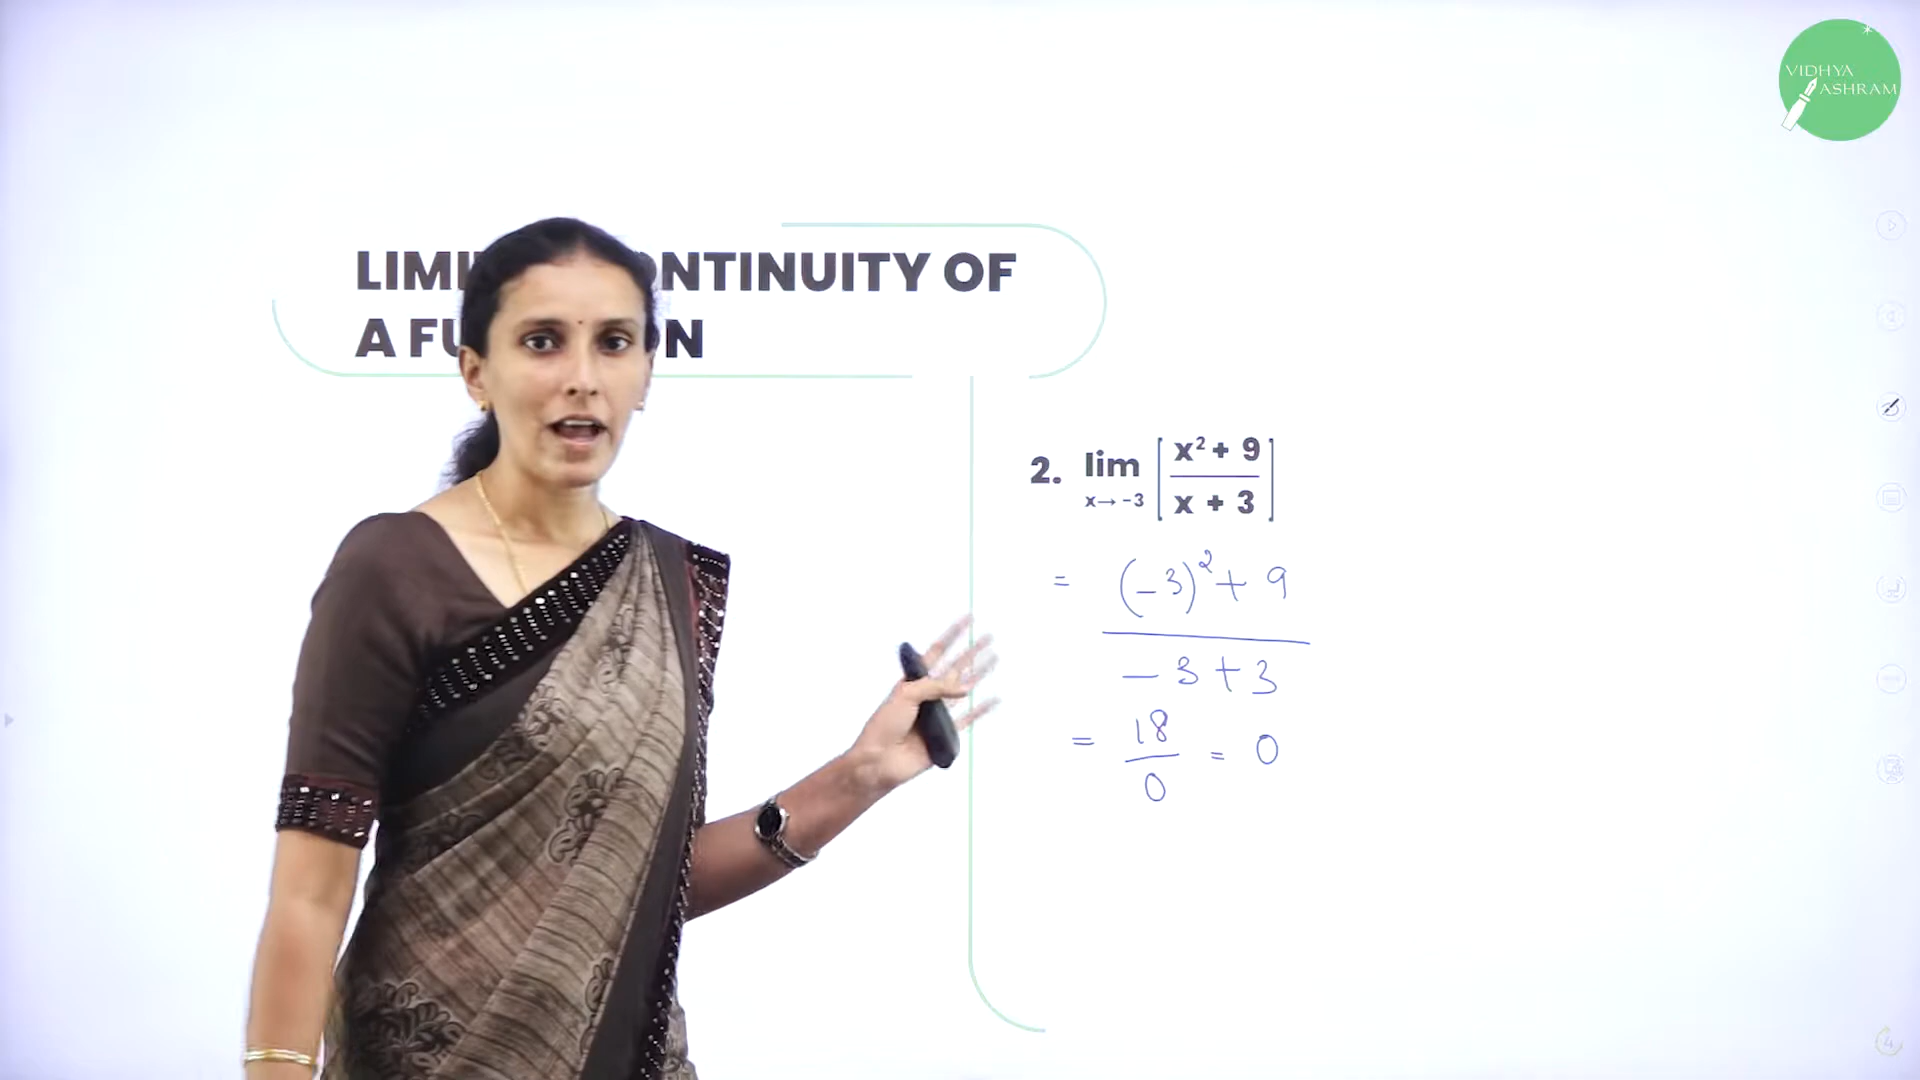 VIDHYA
ASHRAM
LIMI NTINUITY OF
A FU N
2. lim x→-3 [x² + 9 / x + 3]
= (-3)² + 9
- 3 + 3
= 18 / 0 = 0
4